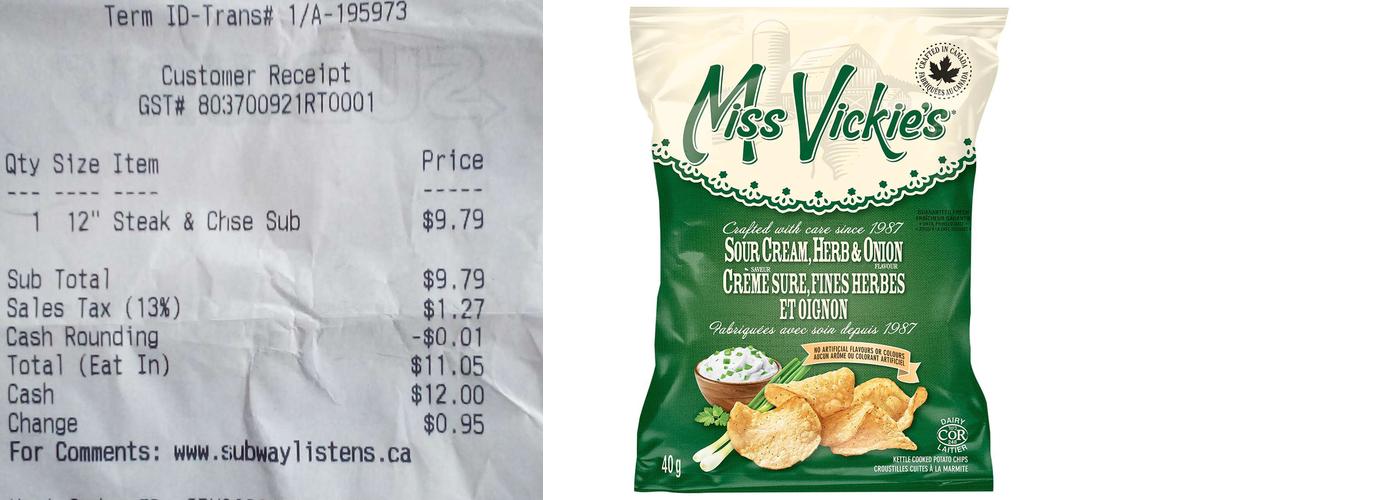 Term ID-Trans# 1/A-195973
Customer Receipt
GST# 803700921RT0001
Qty Size Item Price
--- ---- ---- -----
1 12" Steak & Chse Sub $9.79
Sub Total $9.79
Sales Tax (13%) $1.27
Cash Rounding -$0.01
Total (Eat In) $11.05
Cash $12.00
Change $0.95
For Comments: www.subwaylistens.ca
CRAFTED IN CANADA
FABRIQUÉES AU CANADA
Miss Vickie's
GUARANTEED FRESH
FRAÎCHEUR GARANTIE
Crafted with care since 1987
SOUR CREAM, HERB & ONION
SAVEUR FLAVOUR
CRÈME SURE, FINES HERBES
ET OIGNON
Fabriquées avec soin depuis 1987
NO ARTIFICIAL FLAVOURS OR COLOURS
AUCUN ARÔME OU COLORANT ARTIFICIEL
DAIRY
COR
LAITIER
40 g
KETTLE COOKED POTATO CHIPS
CROUSTILLES CUITES À LA MARMITE